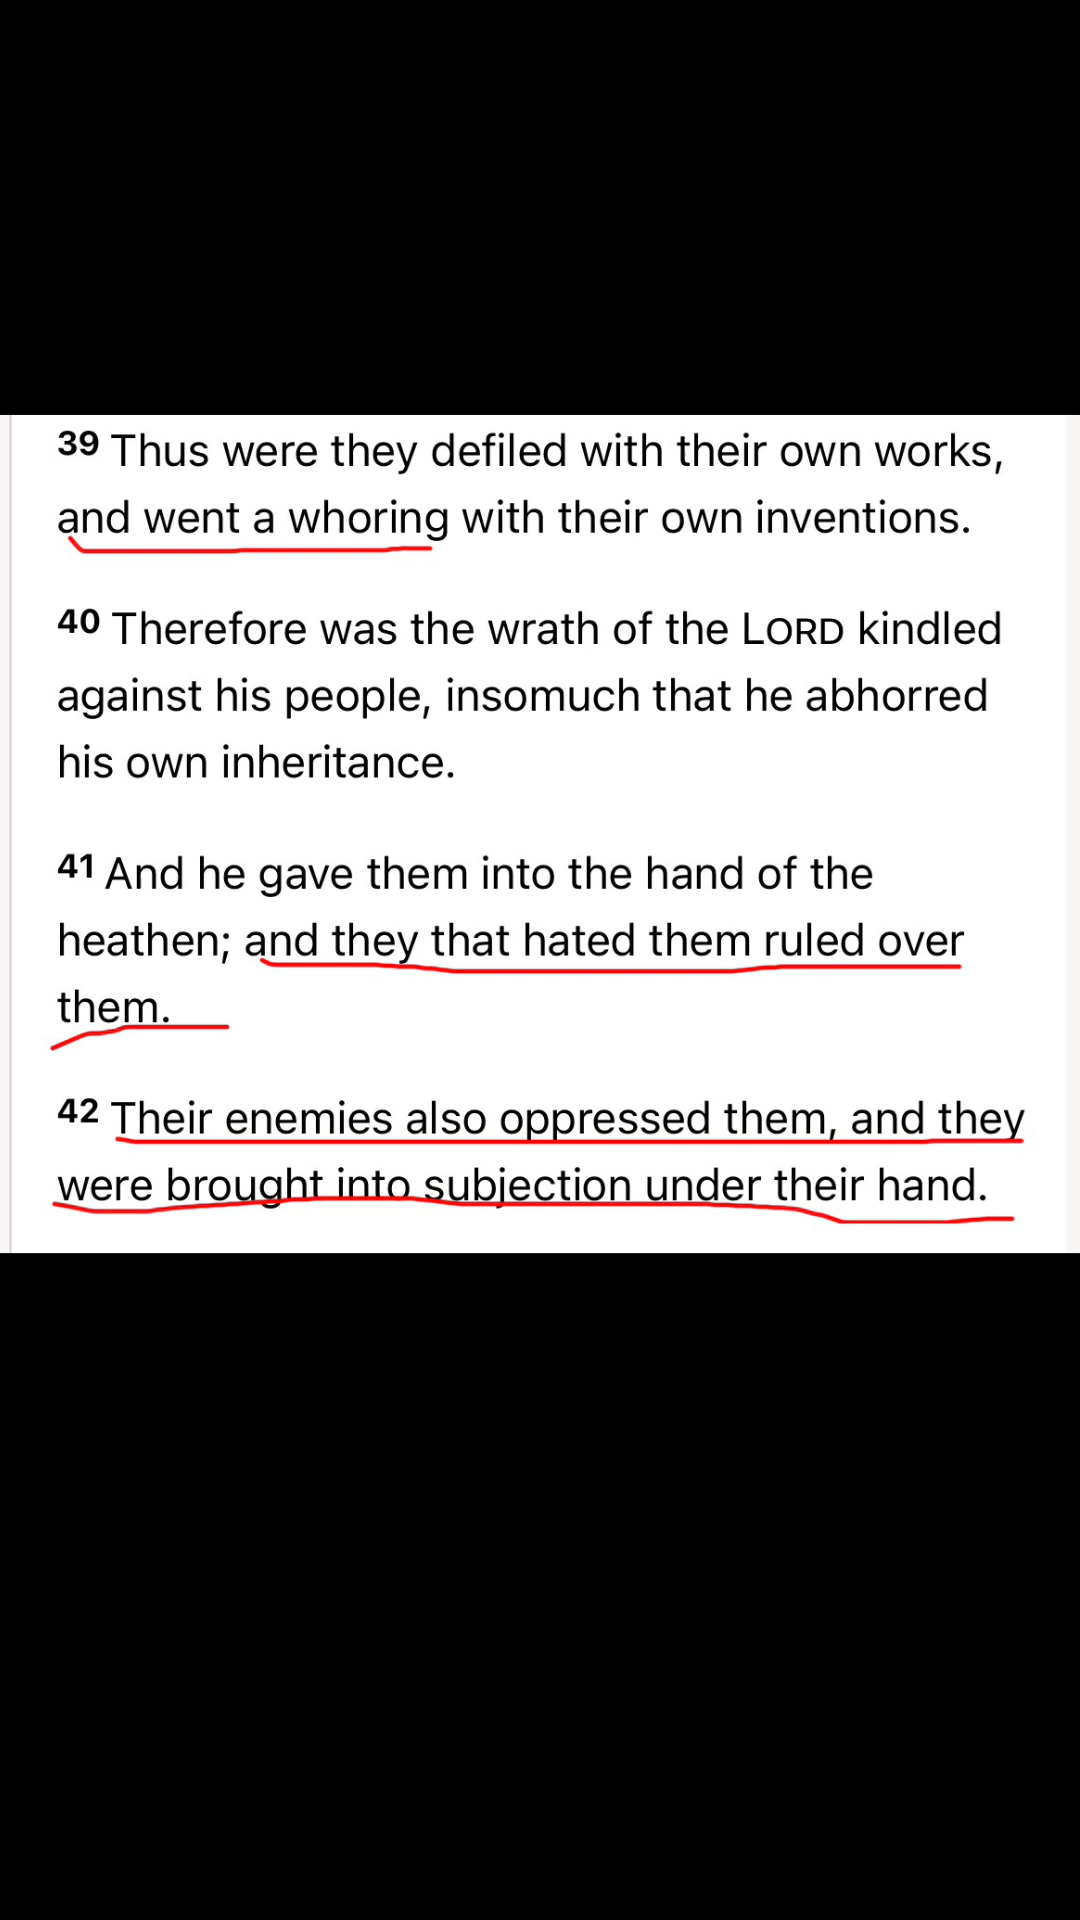 39 Thus were they defiled with their own works,
and went a whoring with their own inventions.
40 Therefore was the wrath of the LORD kindled
against his people, insomuch that he abhorred
his own inheritance.
41 And he gave them into the hand of the
heathen; and they that hated them ruled over
them.
42 Their enemies also oppressed them, and they
were brought into subjection under their hand.